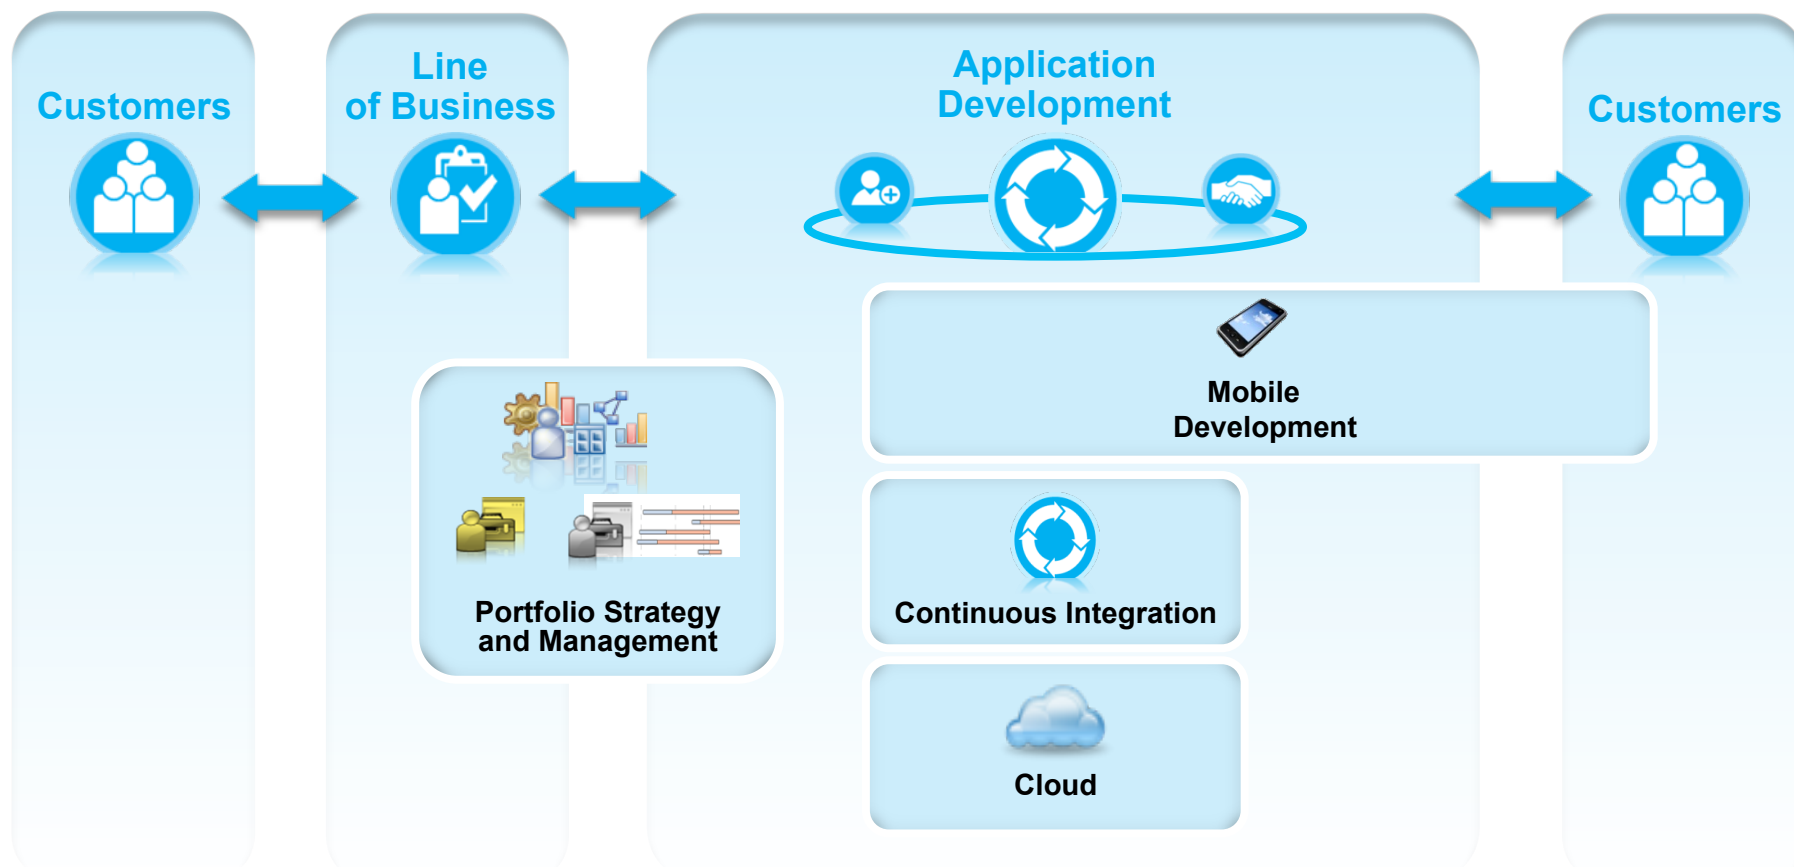 Customers
Line
of Business
Application
Development
Customers
Mobile
Development
Portfolio Strategy
and Management
Continuous Integration
Cloud